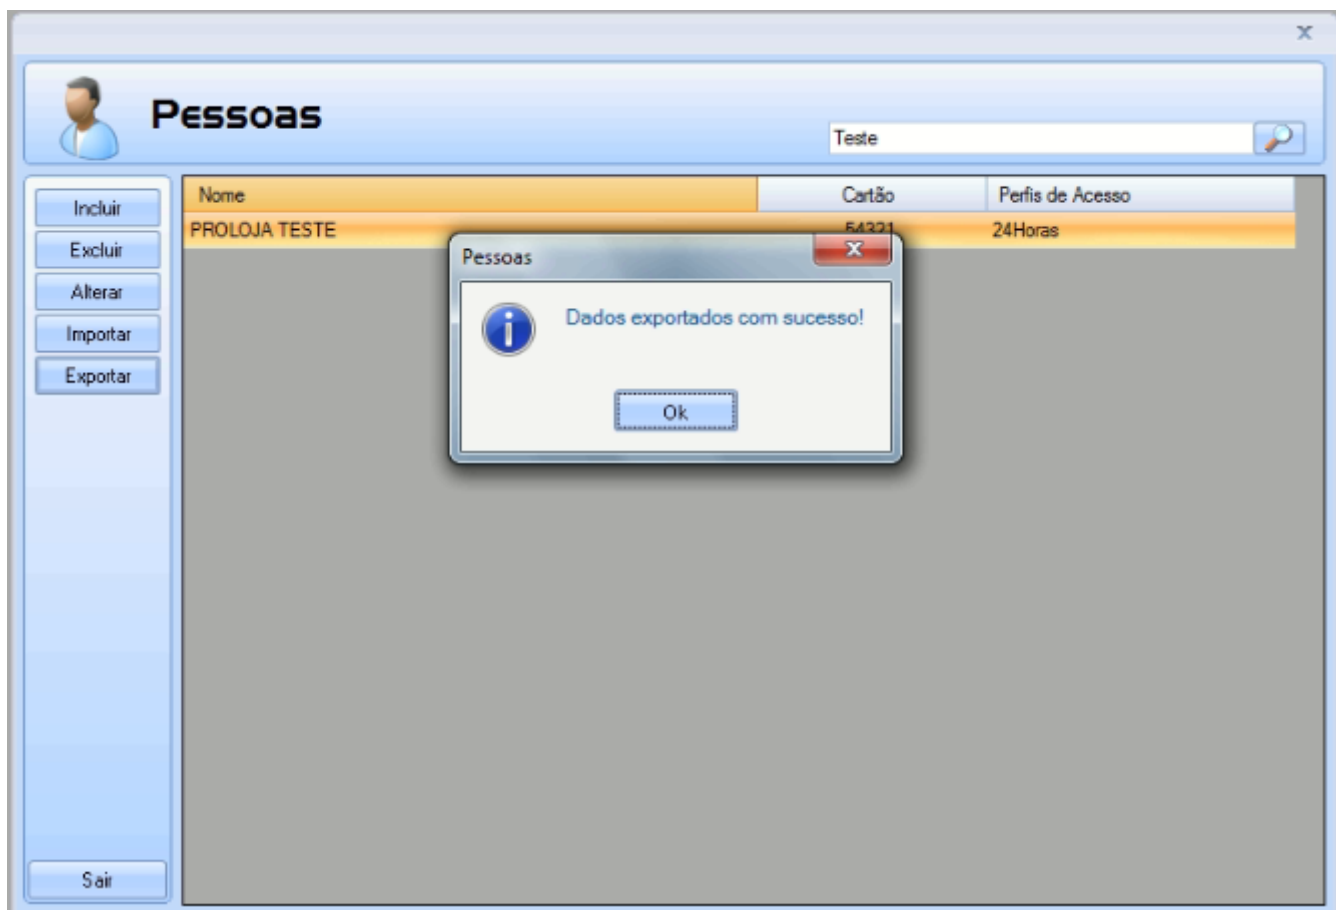 Pessoas
Teste
Incluir
Excluir
Alterar
Importar
Exportar
Sair
Nome Cartão Perfis de Acesso
PROLOJA TESTE 54321 24Horas
Pessoas
Dados exportados com sucesso!
Ok